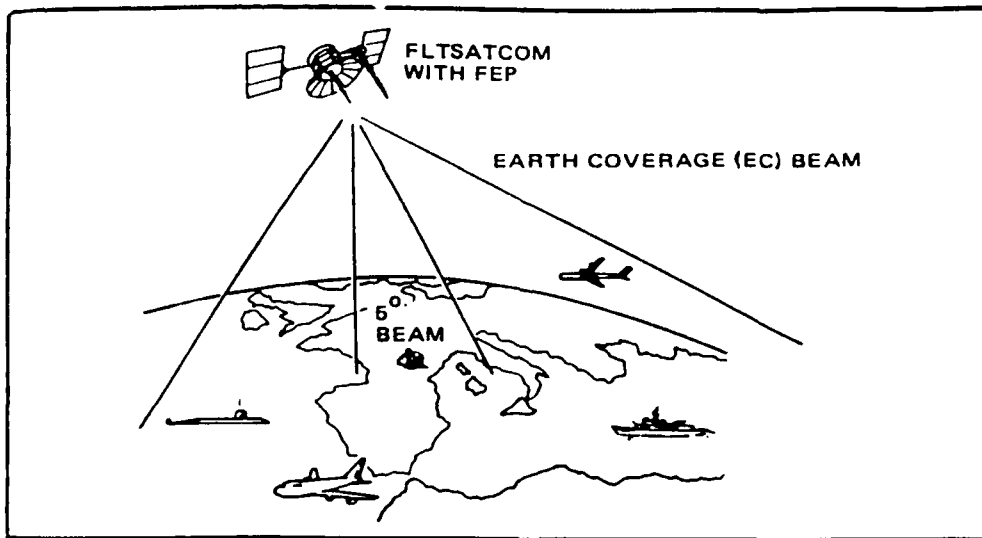 FLTSATCOM
WITH FEP
EARTH COVERAGE (EC) BEAM
5°
BEAM